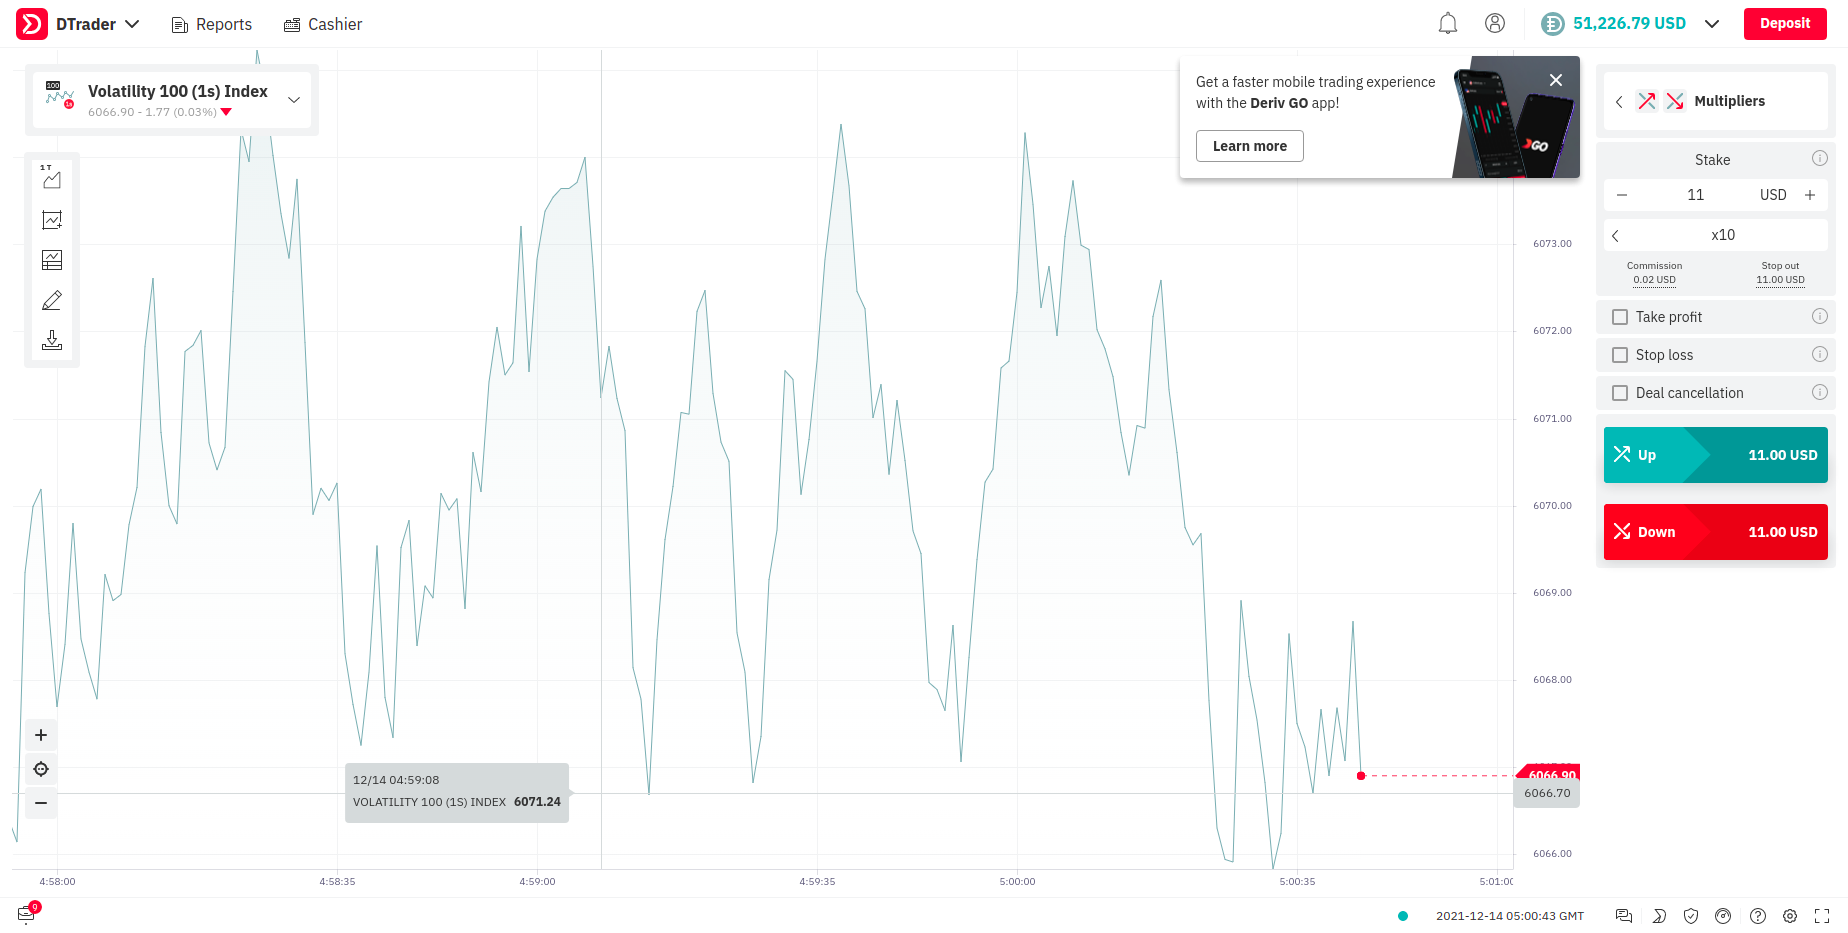 DTrader
Reports
Cashier
51,226.79 USD
Deposit
100
1s
Volatility 100 (1s) Index
6066.90 - 1.77 (0.03%)
Get a faster mobile trading experience
with the Deriv GO app!
Learn more
GO
Multipliers
Stake
11 USD
x10
Commission
0.02 USD
Stop out
11.00 USD
Take profit
Stop loss
Deal cancellation
Up 11.00 USD
Down 11.00 USD
1 T
6073.00
6072.00
6071.00
6070.00
6069.00
6068.00
6066.90
6066.70
6066.00
12/14 04:59:08
VOLATILITY 100 (1S) INDEX 6071.24
4:58:00
4:58:35
4:59:00
4:59:35
5:00:00
5:00:35
5:01:00
9
2021-12-14 05:00:43 GMT